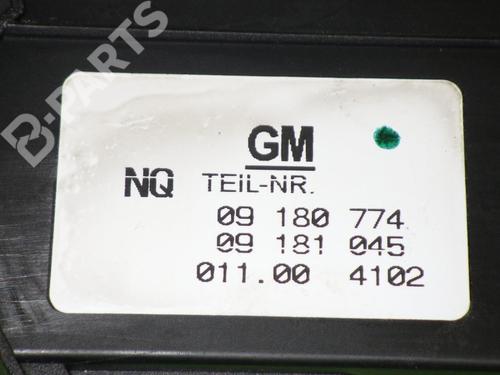 B-PARTS
GM
NQ TEIL-NR.
09 180 774
09 181 045
011.00 4102